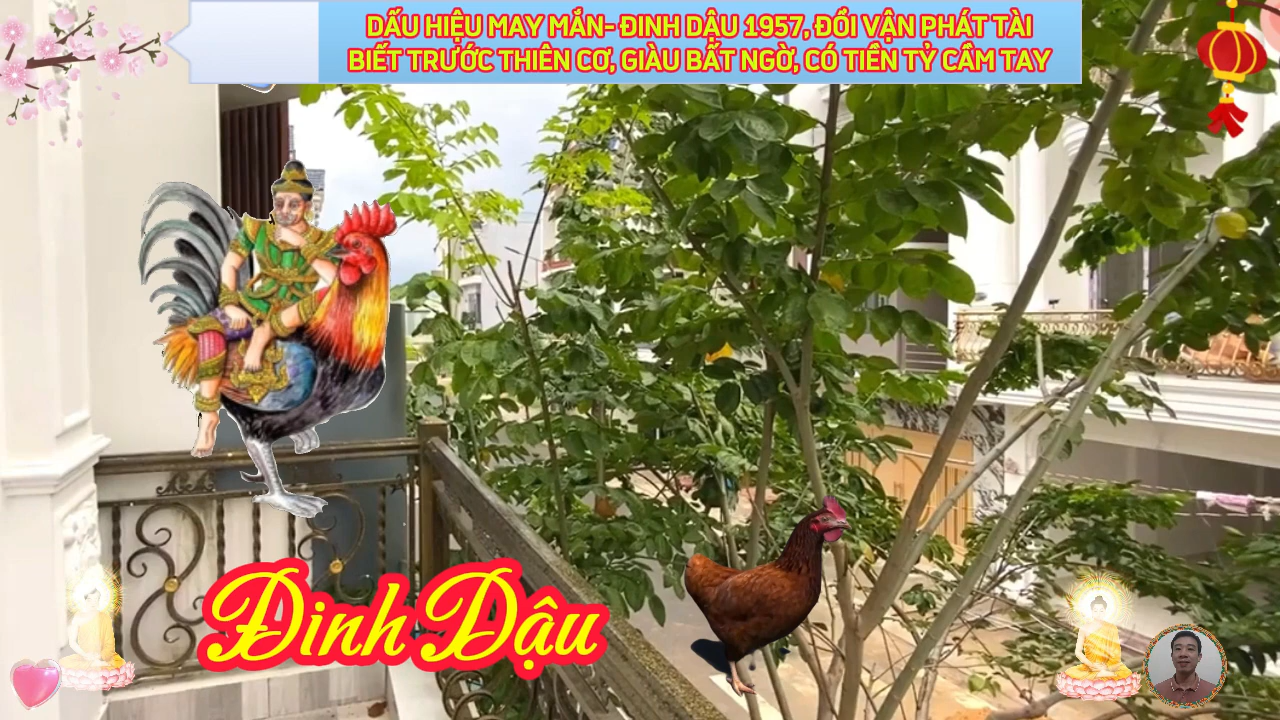 DẤU HIỆU MAY MẮN- ĐINH DẬU 1957, ĐỔI VẬN PHÁT TÀI
BIẾT TRƯỚC THIÊN CƠ, GIÀU BẤT NGỜ, CÓ TIỀN TỶ CẦM TAY
Đinh Dậu